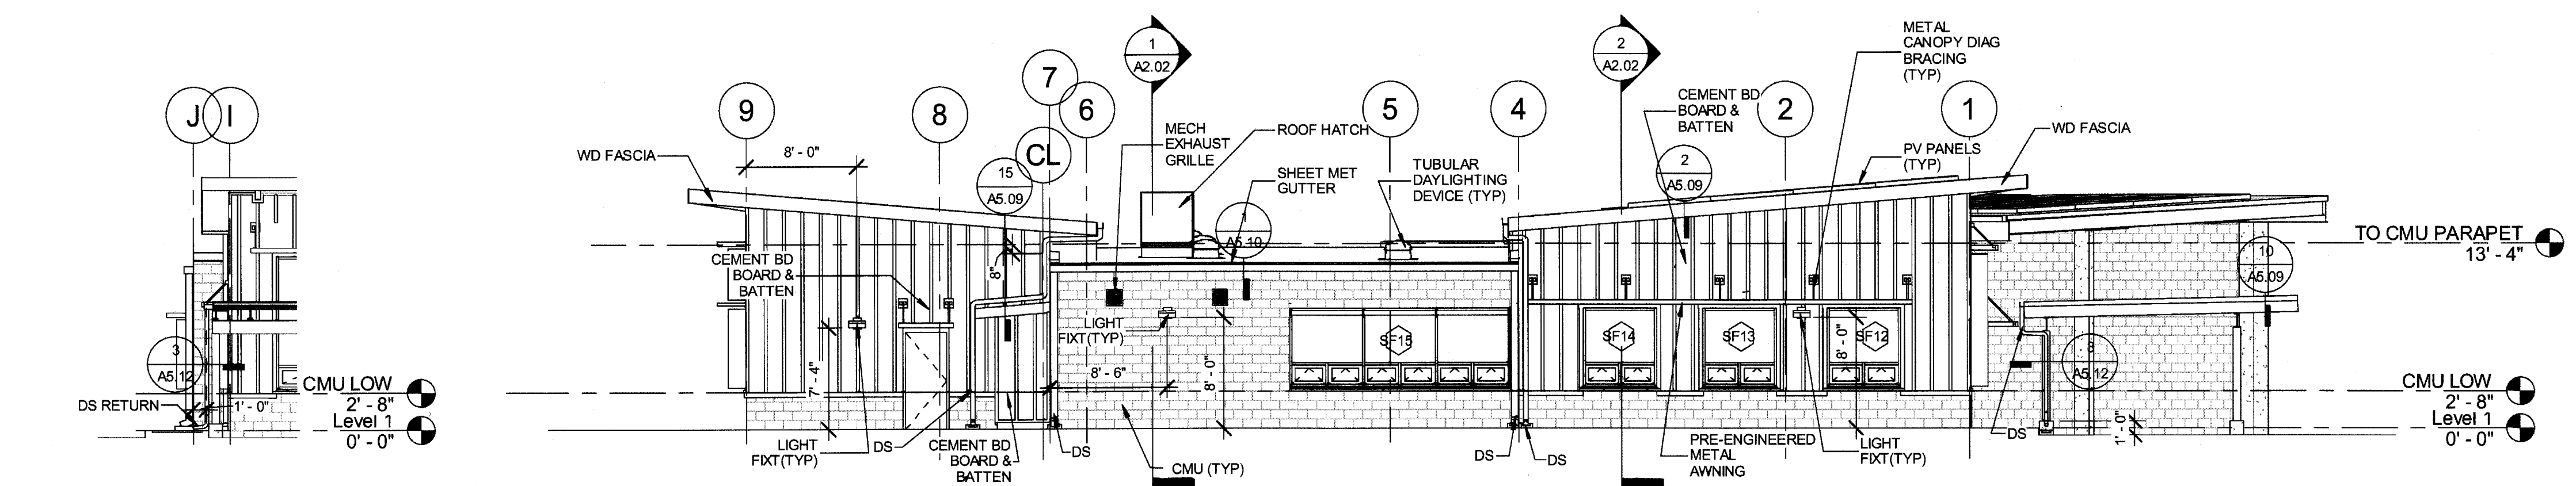 J
I
3
A5.12
DS RETURN
1' - 0"
CMU LOW
2' - 8"
Level 1
0' - 0"
9
8
7
6
CL
5
4
2
1
1
A2.02
2
A2.02
METAL
CANOPY DIAG
BRACING
(TYP)
WD FASCIA
8' - 0"
15
A5.09
MECH
EXHAUST
GRILLE
ROOF HATCH
SHEET MET
GUTTER
1
A5.10
TUBULAR
DAYLIGHTING
DEVICE (TYP)
CEMENT BD
BOARD &
BATTEN
2
A5.09
PV PANELS
(TYP)
WD FASCIA
TO CMU PARAPET
13' - 4"
10
A5.09
CEMENT BD
BOARD &
BATTEN
8"
7' - 4"
LIGHT
FIXT(TYP)
8' - 6"
8' - 0"
SF15
SF14
SF13
SF12
8' - 0"
8
A5.12
CMU LOW
2' - 8"
Level 1
0' - 0"
1' - 0"
LIGHT
FIXT(TYP)
DS
CEMENT BD
BOARD &
BATTEN
DS
CMU (TYP)
DS
DS
PRE-ENGINEERED
METAL
AWNING
LIGHT
FIXT(TYP)
DS